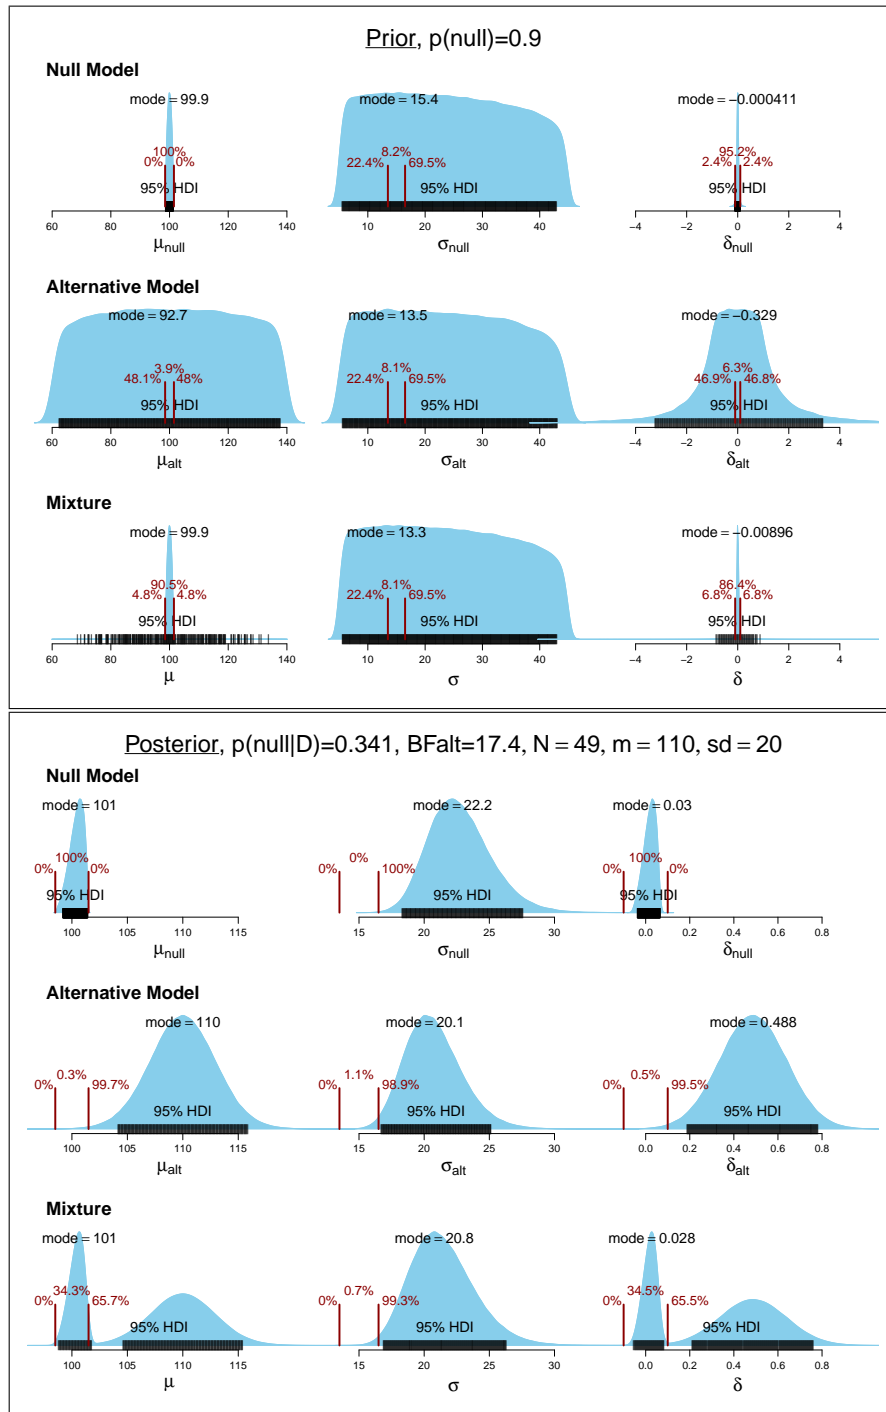 Prior, p(null)=0.9
Null Model
mode = 99.9 mode = 15.4 mode = −0.000411
100% 8.2% 95.2%
0% 0% 22.4% 69.5% 2.4% 2.4%
95% HDI 95% HDI 95% HDI
60 80 100 120 140 10 20 30 40 −4 −2 0 2 4
μnull σnull δnull
Alternative Model
mode = 92.7 mode = 13.5 mode = −0.329
3.9% 8.1% 6.3%
48.1% 48% 22.4% 69.5% 46.9% 46.8%
95% HDI 95% HDI 95% HDI
60 80 100 120 140 10 20 30 40 −4 −2 0 2 4
μalt σalt δalt
Mixture
mode = 99.9 mode = 13.3 mode = −0.00896
90.5% 8.1% 86.4%
4.8% 4.8% 22.4% 69.5% 6.8% 6.8%
95% HDI 95% HDI 95% HDI
60 80 100 120 140 10 20 30 40 −4 −2 0 2 4
μ σ δ
Posterior, p(null|D)=0.341, BFalt=17.4, N = 49, m = 110, sd = 20
Null Model
mode = 101 mode = 22.2 mode = 0.03
100% 0% 100%
0% 0% 0% 100% 0% 0%
95% HDI 95% HDI 95% HDI
100 105 110 115 15 20 25 30 0.0 0.2 0.4 0.6 0.8
μnull σnull δnull
Alternative Model
mode = 110 mode = 20.1 mode = 0.488
0.3% 1.1% 0.5%
0% 99.7% 0% 98.9% 0% 99.5%
95% HDI 95% HDI 95% HDI
100 105 110 115 15 20 25 30 0.0 0.2 0.4 0.6 0.8
μalt σalt δalt
Mixture
mode = 101 mode = 20.8 mode = 0.028
34.3% 0.7% 34.5%
0% 65.7% 0% 99.3% 0% 65.5%
95% HDI 95% HDI 95% HDI
100 105 110 115 15 20 25 30 0.0 0.2 0.4 0.6 0.8
μ σ δ